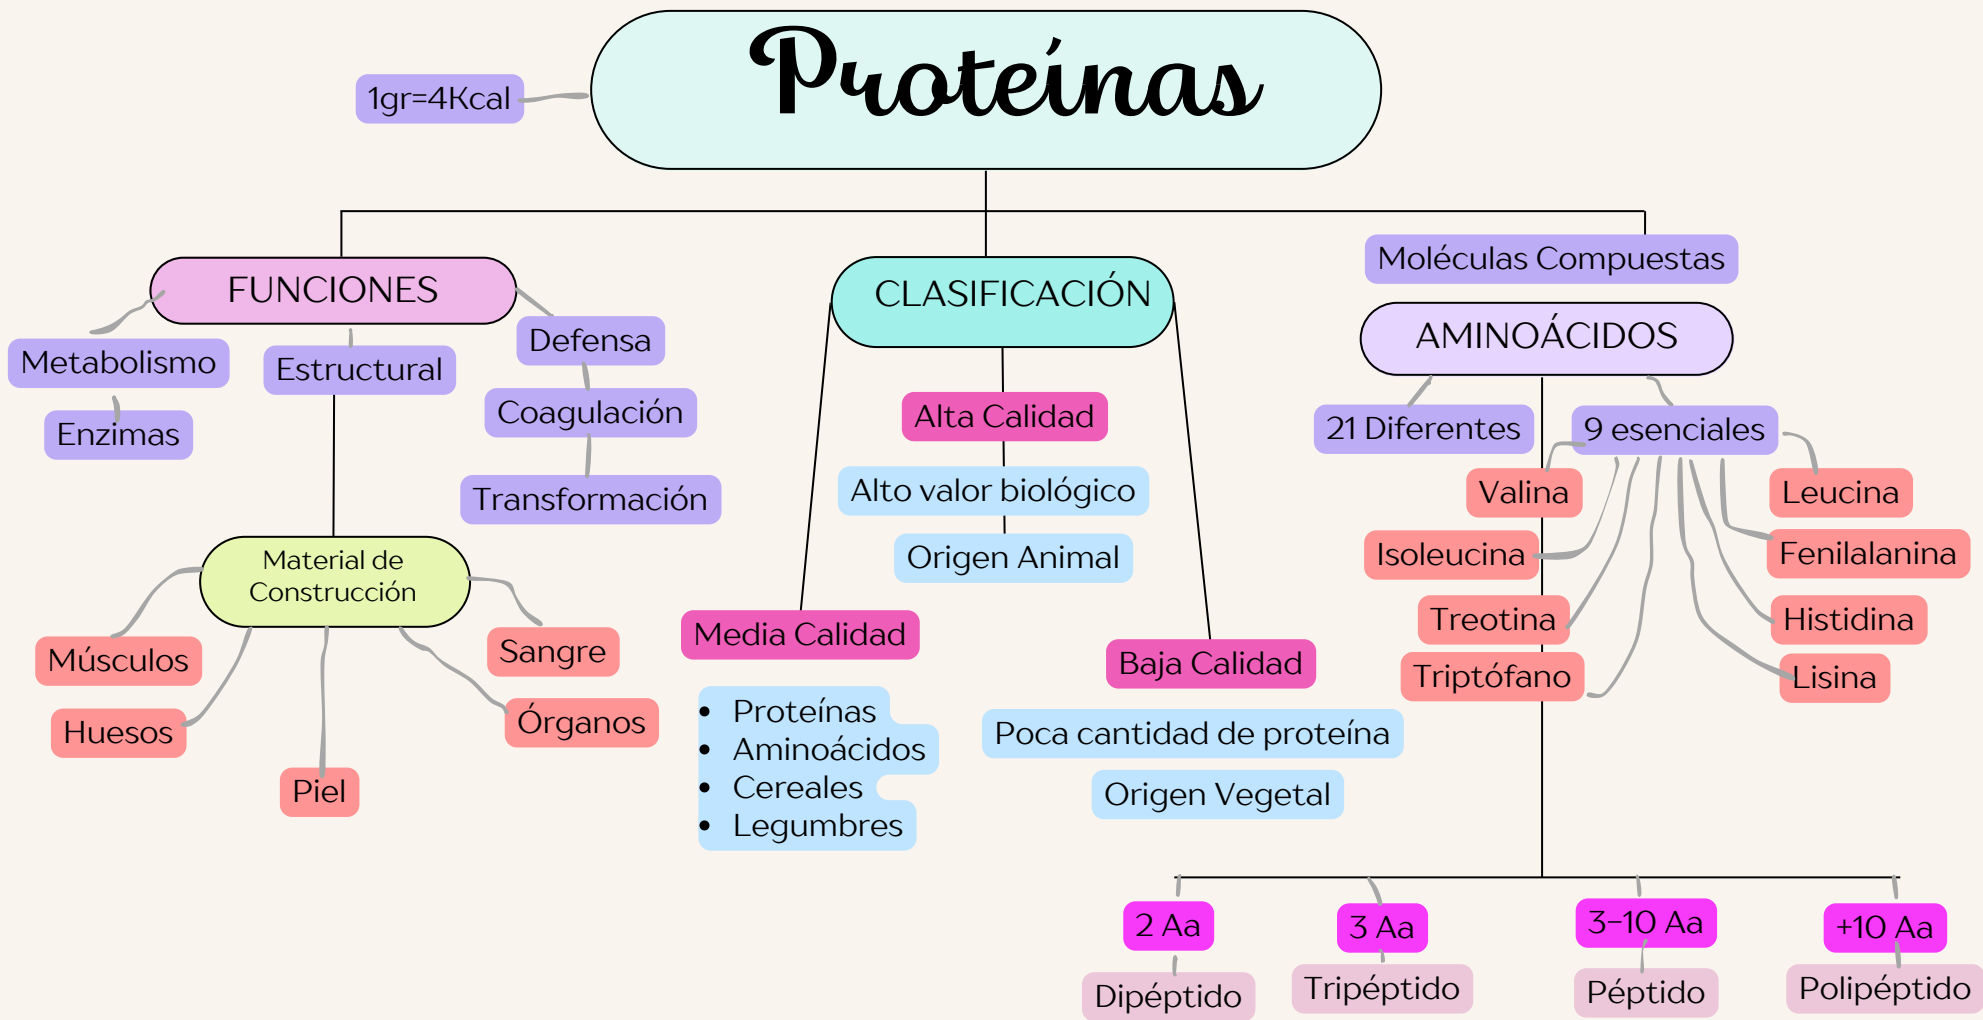 Proteínas
1gr=4Kcal
FUNCIONES
Metabolismo
Enzimas
Estructural
Defensa
Coagulación
Transformación
Material de
Construcción
Músculos
Huesos
Piel
Órganos
Sangre
CLASIFICACIÓN
Alta Calidad
Alto valor biológico
Origen Animal
Media Calidad
• Proteínas
• Aminoácidos
• Cereales
• Legumbres
Baja Calidad
Poca cantidad de proteína
Origen Vegetal
Moléculas Compuestas
AMINOÁCIDOS
21 Diferentes
9 esenciales
Valina
Isoleucina
Treotina
Triptófano
Leucina
Fenilalanina
Histidina
Lisina
2 Aa
Dipéptido
3 Aa
Tripéptido
3-10 Aa
Péptido
+10 Aa
Polipéptido